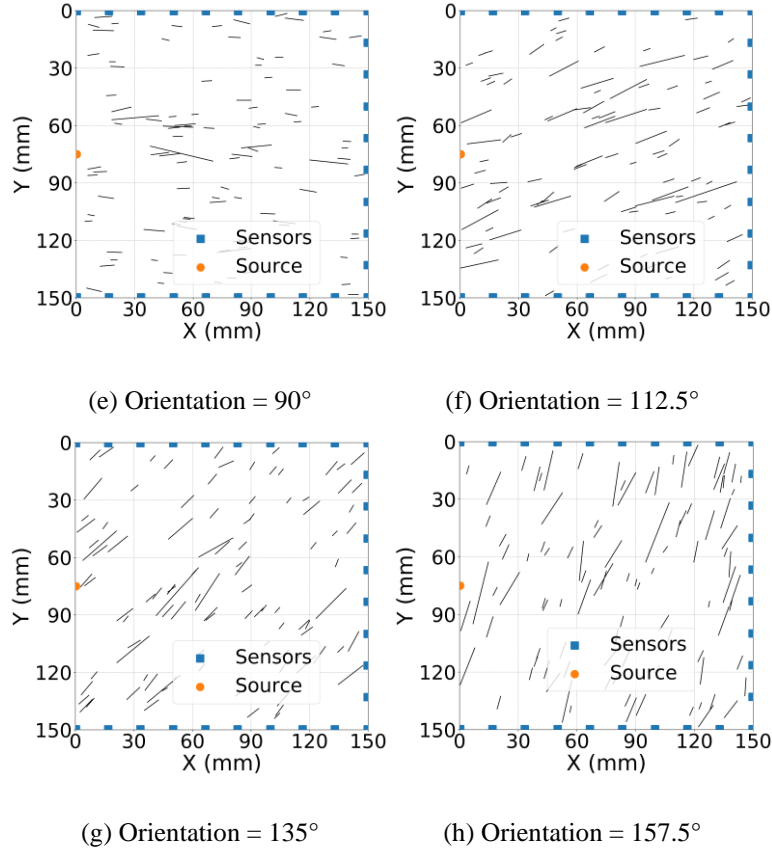 0
30
60
90
120
150
Y (mm)
Sensors
Source
0 30 60 90 120 150
X (mm)
0
30
60
90
120
150
Y (mm)
Sensors
Source
0 30 60 90 120 150
X (mm)
(e) Orientation = 90° (f) Orientation = 112.5°
0
30
60
90
120
150
Y (mm)
Sensors
Source
0 30 60 90 120 150
X (mm)
0
30
60
90
120
150
Y (mm)
Sensors
Source
0 30 60 90 120 150
X (mm)
(g) Orientation = 135° (h) Orientation = 157.5°